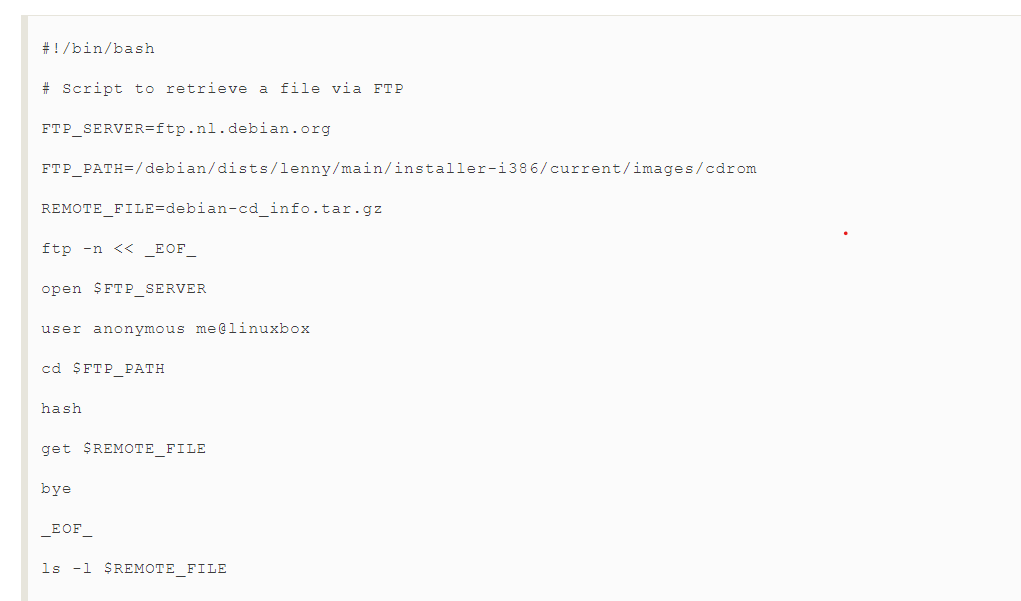 #!/bin/bash
# Script to retrieve a file via FTP
FTP_SERVER=ftp.nl.debian.org
FTP_PATH=/debian/dists/lenny/main/installer-i386/current/images/cdrom
REMOTE_FILE=debian-cd_info.tar.gz
ftp -n << _EOF_
open $FTP_SERVER
user anonymous me@linuxbox
cd $FTP_PATH
hash
get $REMOTE_FILE
bye
_EOF_
ls -l $REMOTE_FILE